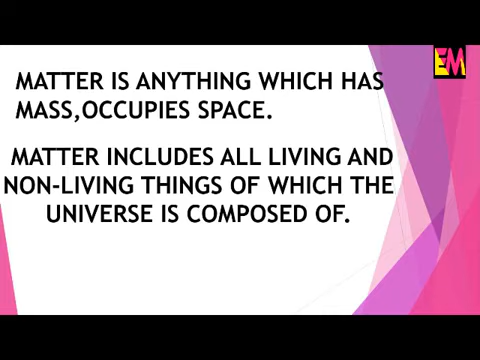 EM
MATTER IS ANYTHING WHICH HAS
MASS,OCCUPIES SPACE.
MATTER INCLUDES ALL LIVING AND
NON-LIVING THINGS OF WHICH THE
UNIVERSE IS COMPOSED OF.